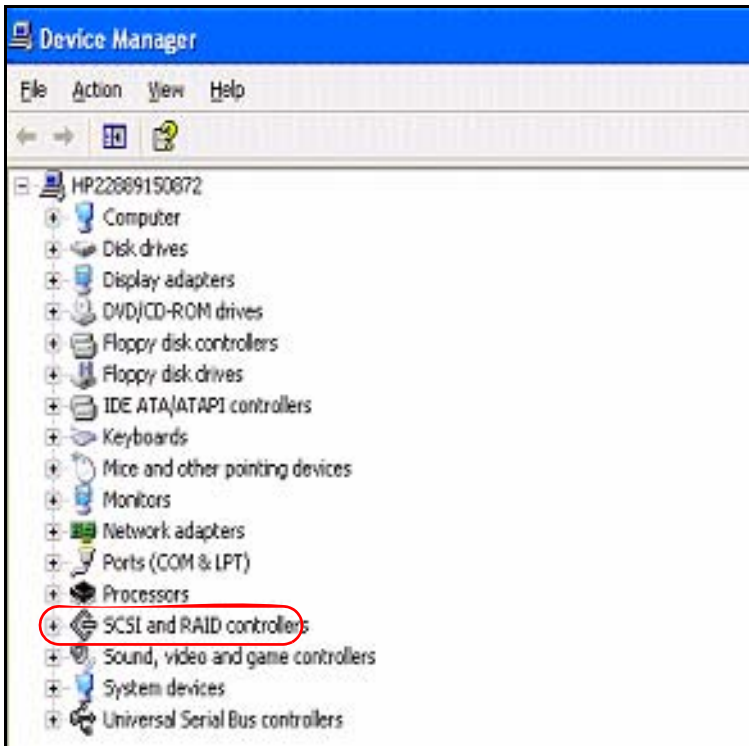 Device Manager
File Action View Help
HP22889150872
Computer
Disk drives
Display adapters
DVD/CD-ROM drives
Floppy disk controllers
Floppy disk drives
IDE ATA/ATAPI controllers
Keyboards
Mice and other pointing devices
Monitors
Network adapters
Ports (COM & LPT)
Processors
SCSI and RAID controllers
Sound, video and game controllers
System devices
Universal Serial Bus controllers